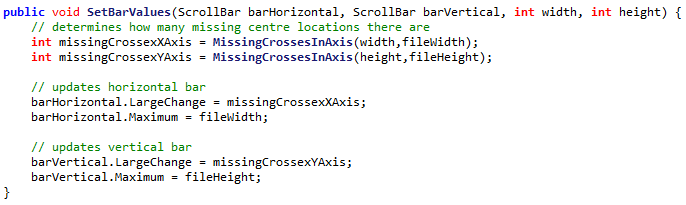 public void SetBarValues(ScrollBar barHorizontal, ScrollBar barVertical, int width, int height) {
    // determines how many missing centre locations there are
    int missingCrossexXAxis = MissingCrossesInAxis(width,fileWidth);
    int missingCrossexYAxis = MissingCrossesInAxis(height,fileHeight);

    // updates horizontal bar
    barHorizontal.LargeChange = missingCrossexXAxis;
    barHorizontal.Maximum = fileWidth;

    // updates vertical bar
    barVertical.LargeChange = missingCrossexYAxis;
    barVertical.Maximum = fileHeight;
}